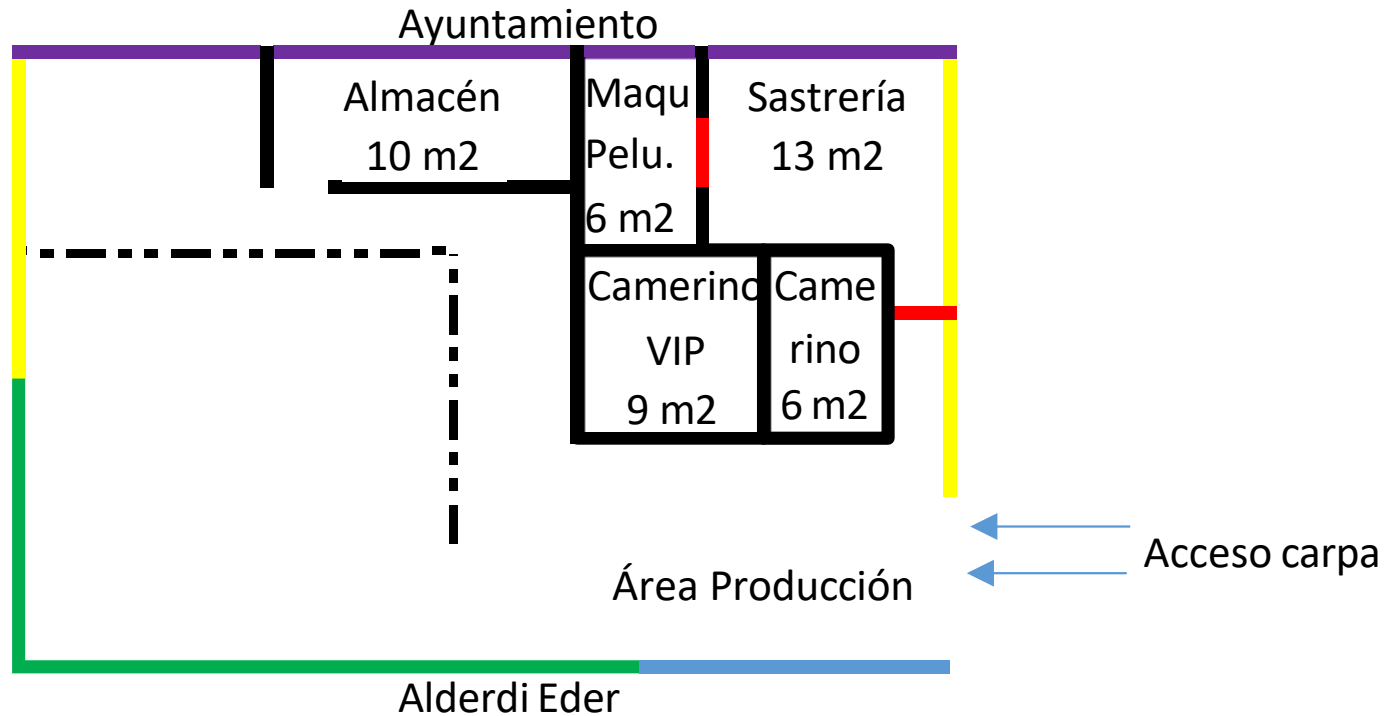 Ayuntamiento
Almacén
10 m2
Maqu
Pelu.
6 m2
Sastrería
13 m2
Camerino
VIP
9 m2
Came
rino
6 m2
Acceso carpa
Área Producción
Alderdi Eder